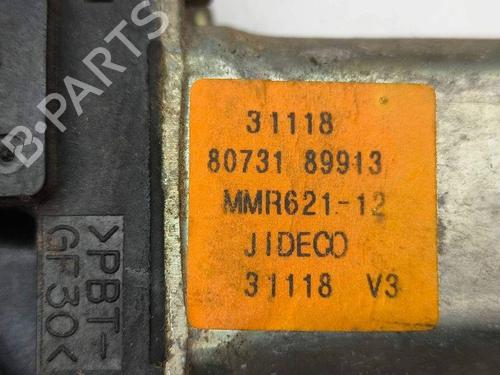 31118
80731 89913
MMR621-12
JIDECO
31118 V3
>PBT-
GF30<
B-Parts